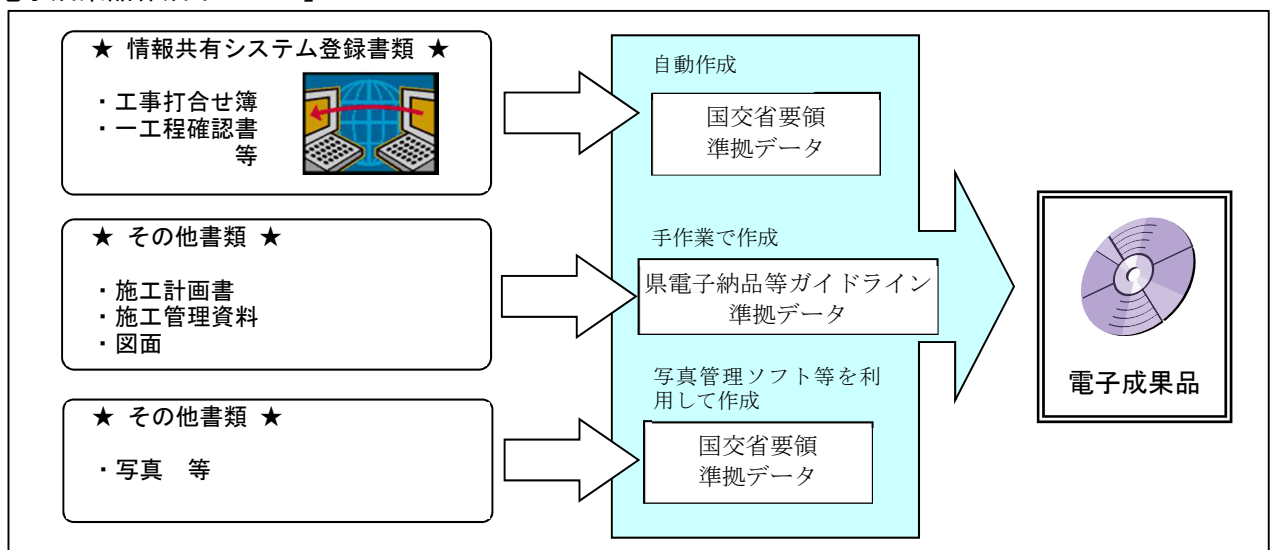 ★ 情報共有システム登録書類 ★
・工事打合せ簿
・一工程確認書
等
自動作成
国交省要領
準拠データ
★ その他書類 ★
・施工計画書
・施工管理資料
・図面
手作業で作成
県電子納品等ガイドライン
準拠データ
★ その他書類 ★
・写真　等
写真管理ソフト等を利
用して作成
国交省要領
準拠データ
電子成果品